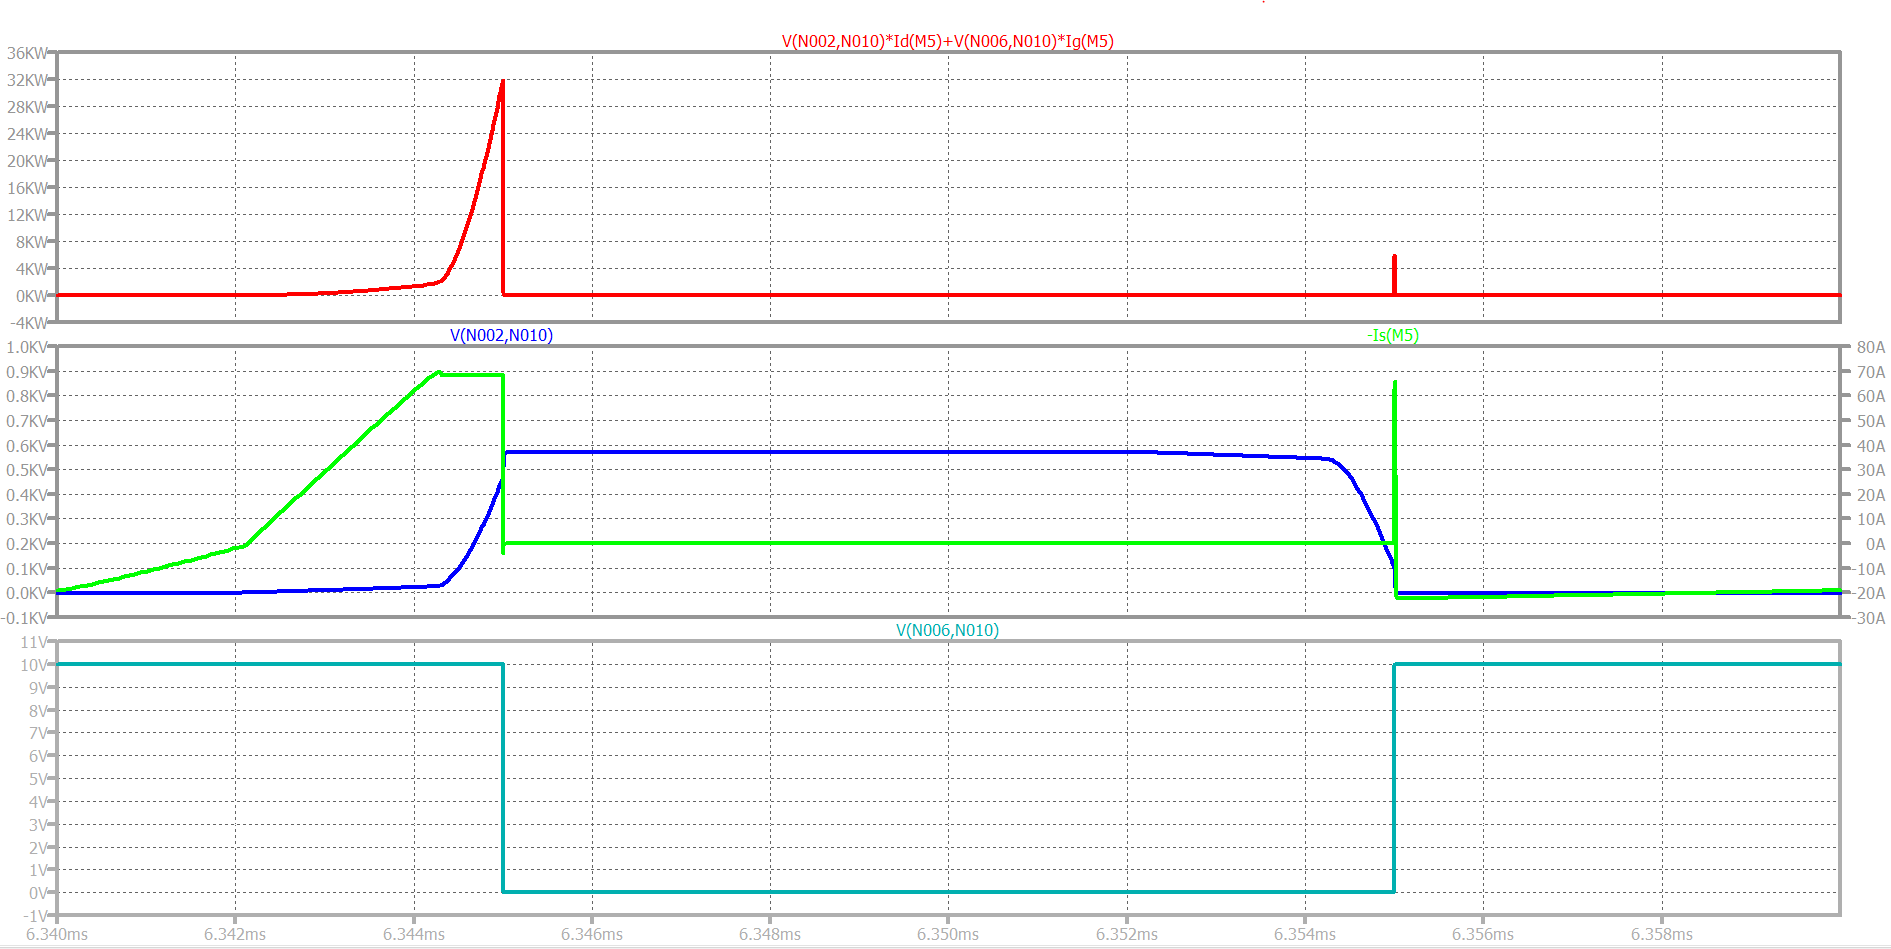 V(N002,N010)*Id(M5)+V(N006,N010)*Ig(M5)
36KW
32KW
28KW
24KW
20KW
16KW
12KW
8KW
4KW
0KW
-4KW
V(N002,N010) -Is(M5)
1.0KV 80A
0.9KV 70A
0.8KV 60A
0.7KV 50A
0.6KV 40A
0.5KV 30A
0.4KV 20A
0.3KV 10A
0.2KV 0A
0.1KV -10A
0.0KV -20A
-0.1KV -30A
V(N006,N010)
11V
10V
9V
8V
7V
6V
5V
4V
3V
2V
1V
0V
-1V
6.340ms 6.342ms 6.344ms 6.346ms 6.348ms 6.350ms 6.352ms 6.354ms 6.356ms 6.358ms